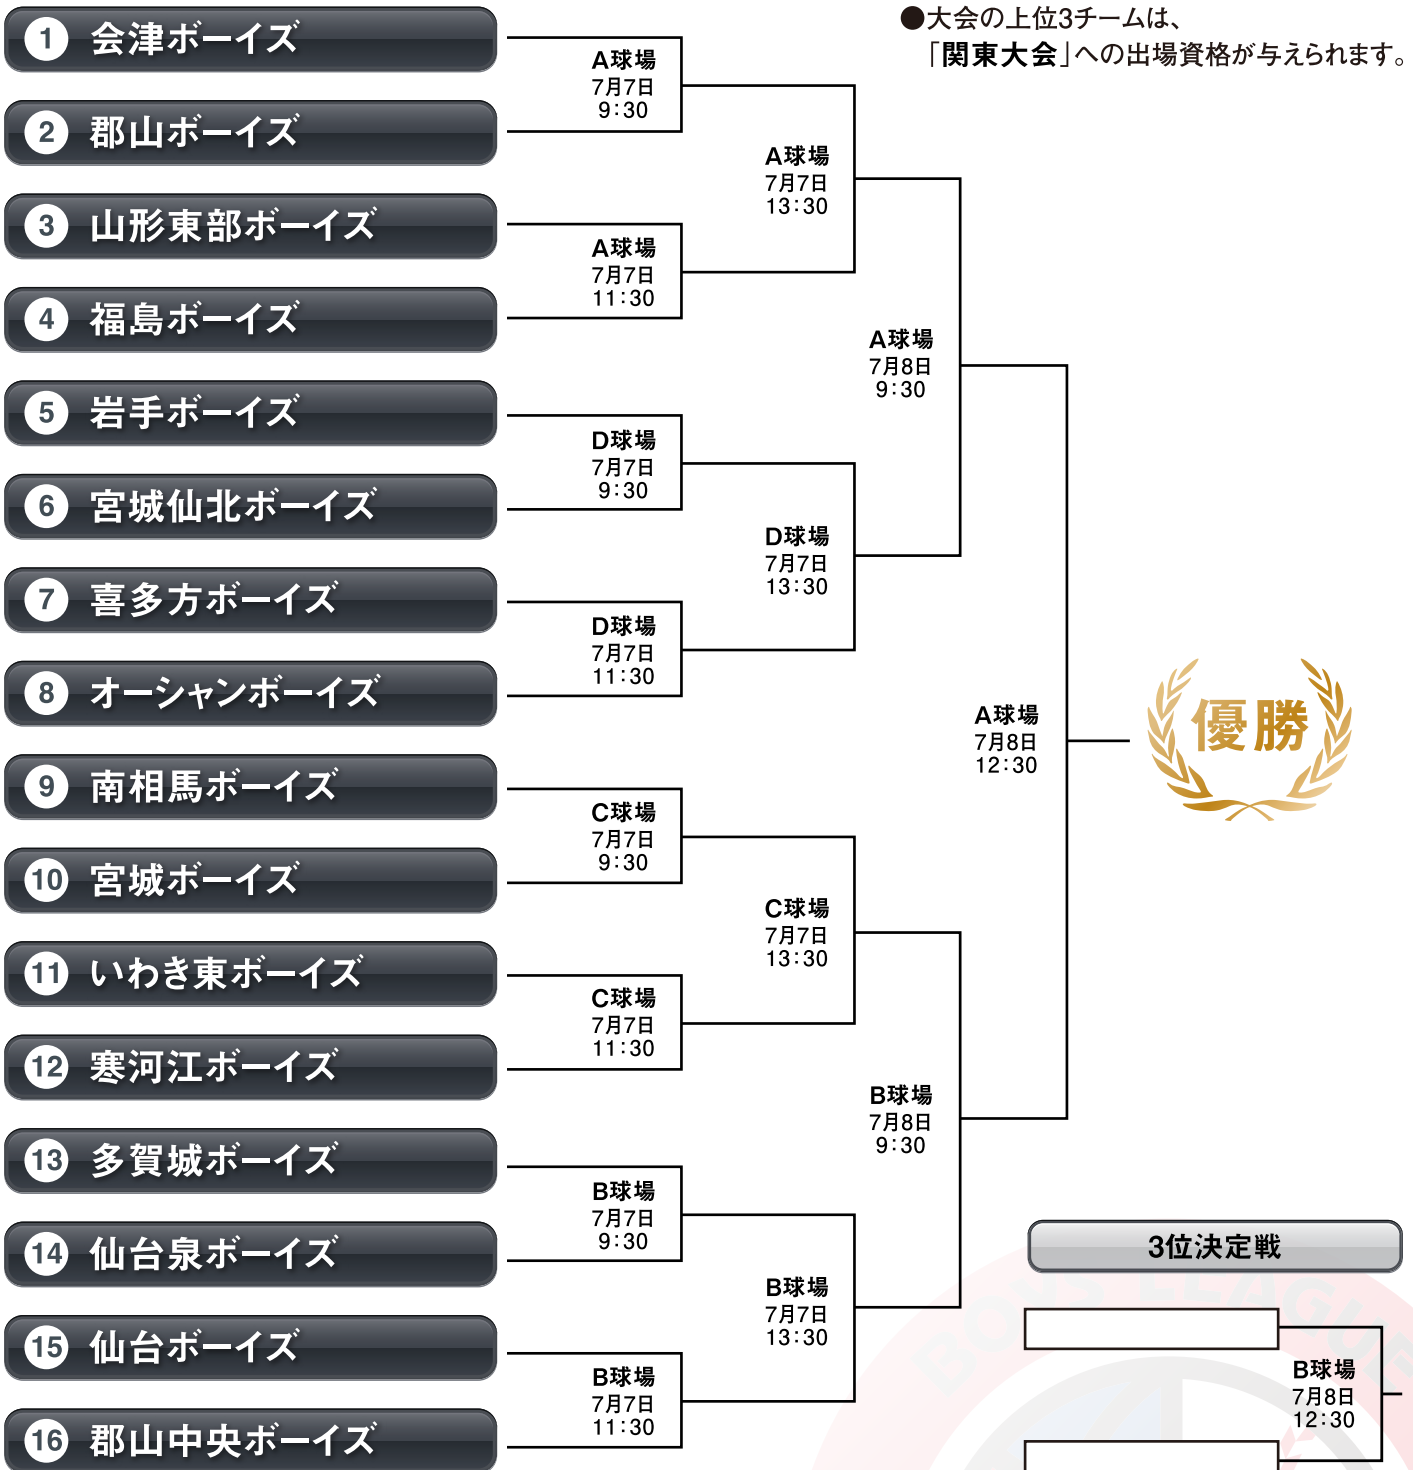 ●大会の上位3チームは、
「関東大会」への出場資格が与えられます。
1 会津ボーイズ
2 郡山ボーイズ
A球場
7月7日
9:30
3 山形東部ボーイズ
4 福島ボーイズ
A球場
7月7日
11:30
A球場
7月7日
13:30
5 岩手ボーイズ
6 宮城仙北ボーイズ
D球場
7月7日
9:30
7 喜多方ボーイズ
8 オーシャンボーイズ
D球場
7月7日
11:30
D球場
7月7日
13:30
A球場
7月8日
9:30
9 南相馬ボーイズ
10 宮城ボーイズ
C球場
7月7日
9:30
11 いわき東ボーイズ
12 寒河江ボーイズ
C球場
7月7日
11:30
C球場
7月7日
13:30
13 多賀城ボーイズ
14 仙台泉ボーイズ
B球場
7月7日
9:30
15 仙台ボーイズ
16 郡山中央ボーイズ
B球場
7月7日
11:30
B球場
7月7日
13:30
B球場
7月8日
9:30
A球場
7月8日
12:30
優勝
3位決定戦
B球場
7月8日
12:30
BOYS LEAGUE